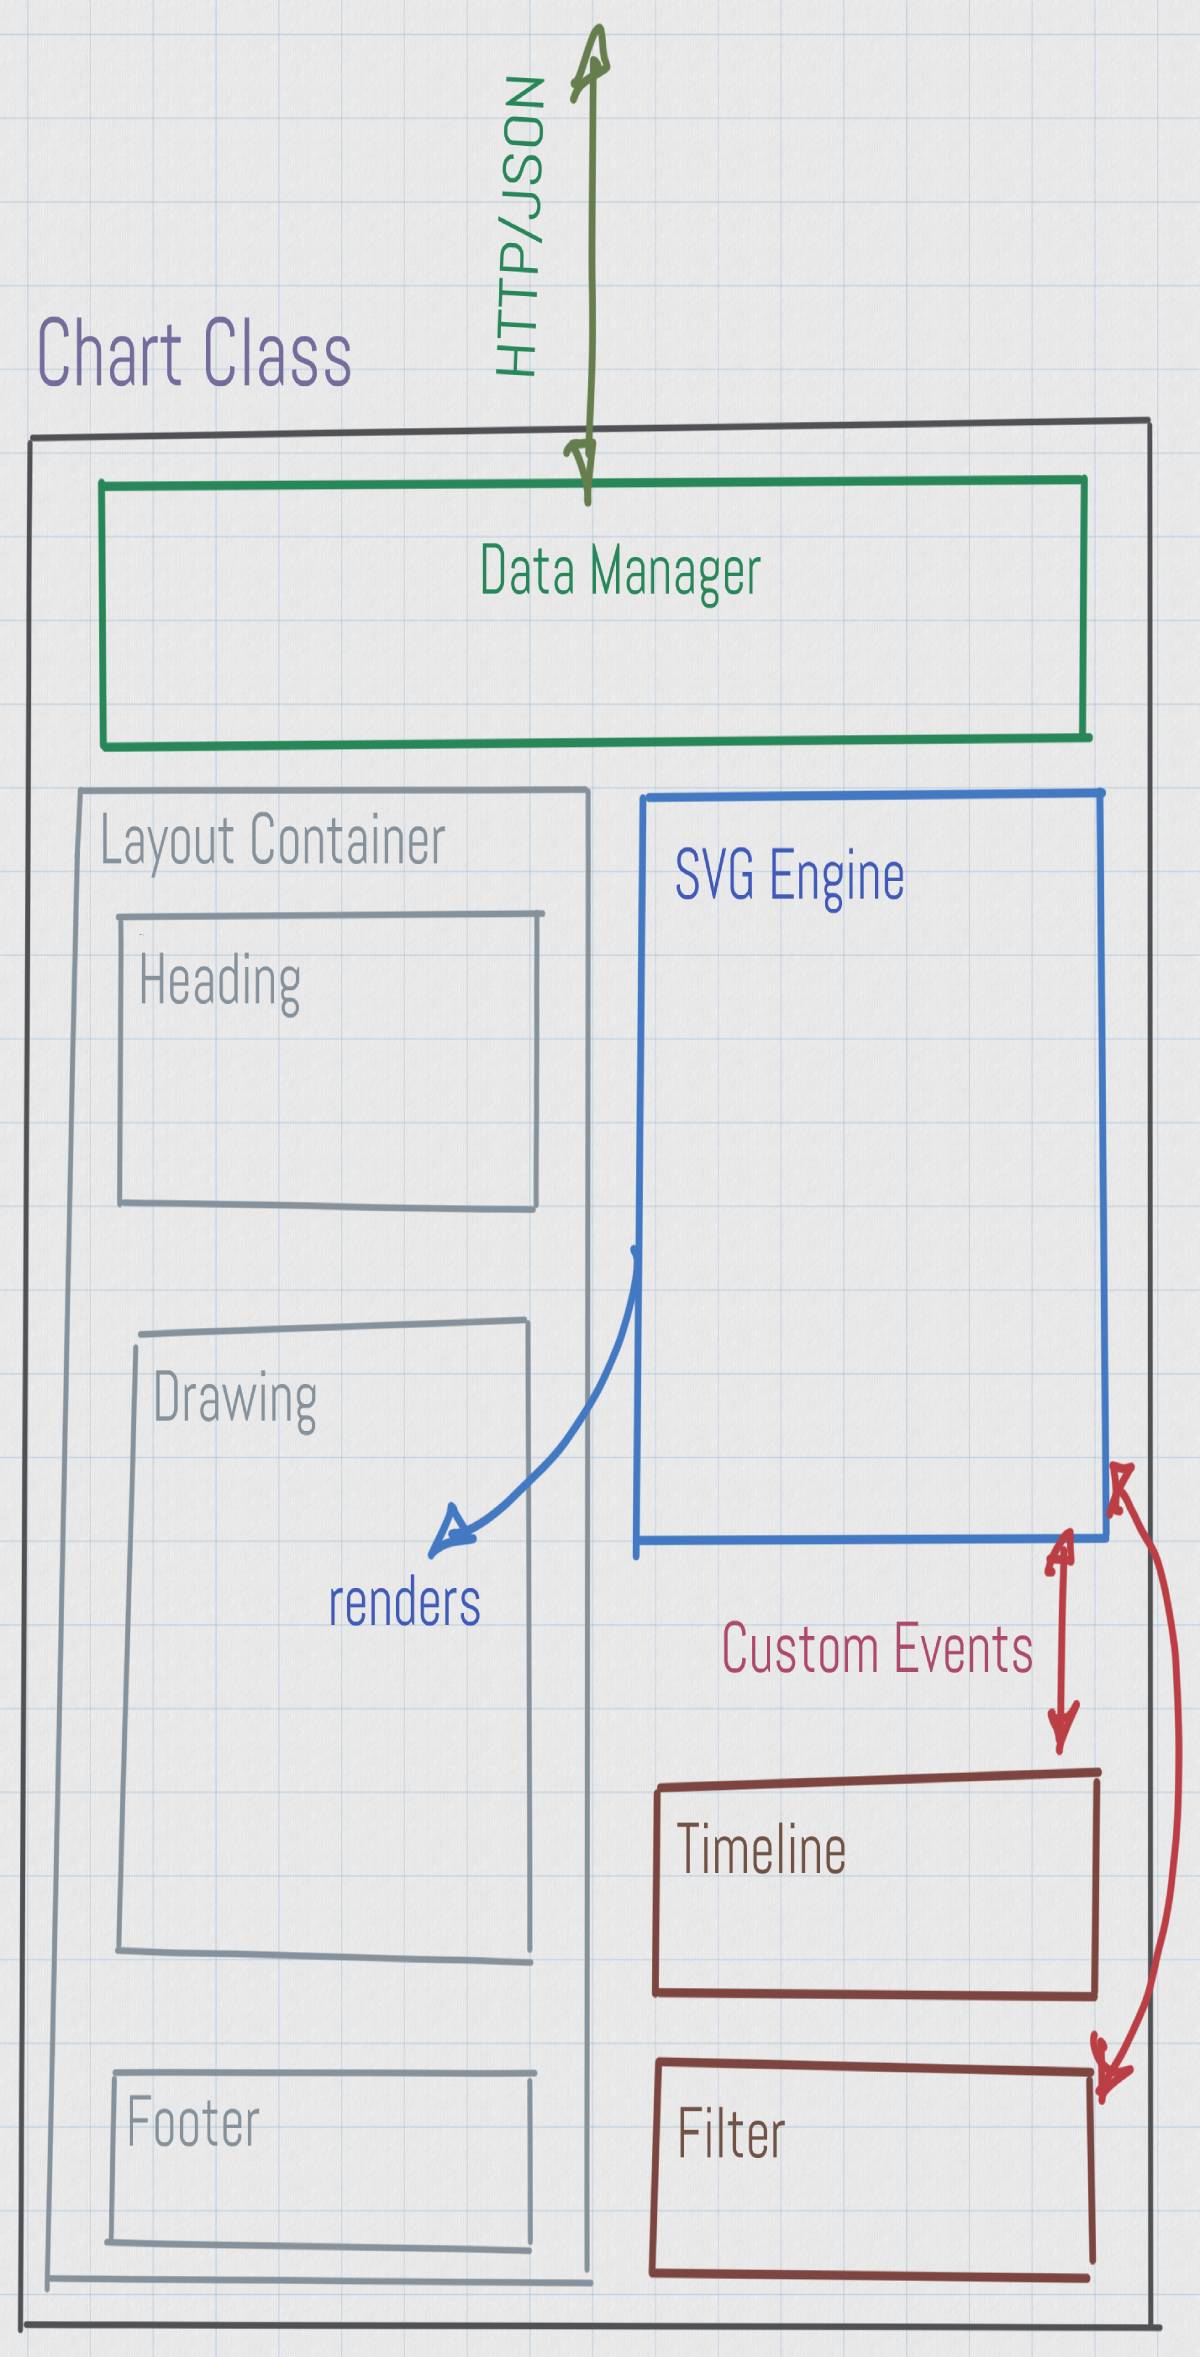 HTTP/JSON
Chart Class
Data Manager
Layout Container
Heading
Drawing
Footer
SVG Engine
renders
Custom Events
Timeline
Filter